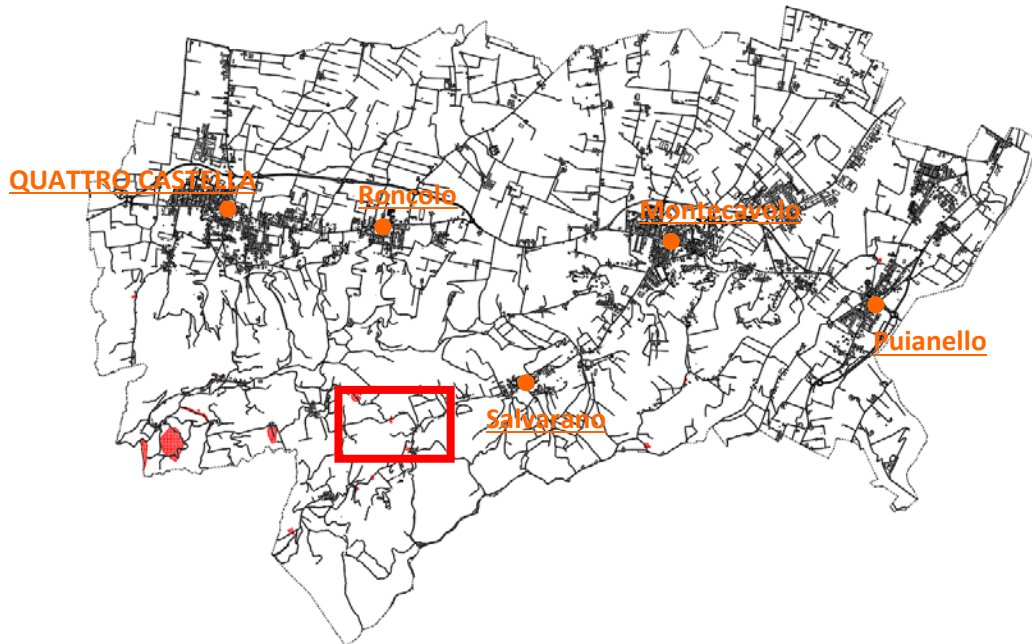 QUATTRO CASTELLA
Roncolo
Montecavolo
Puianello
Salvarano